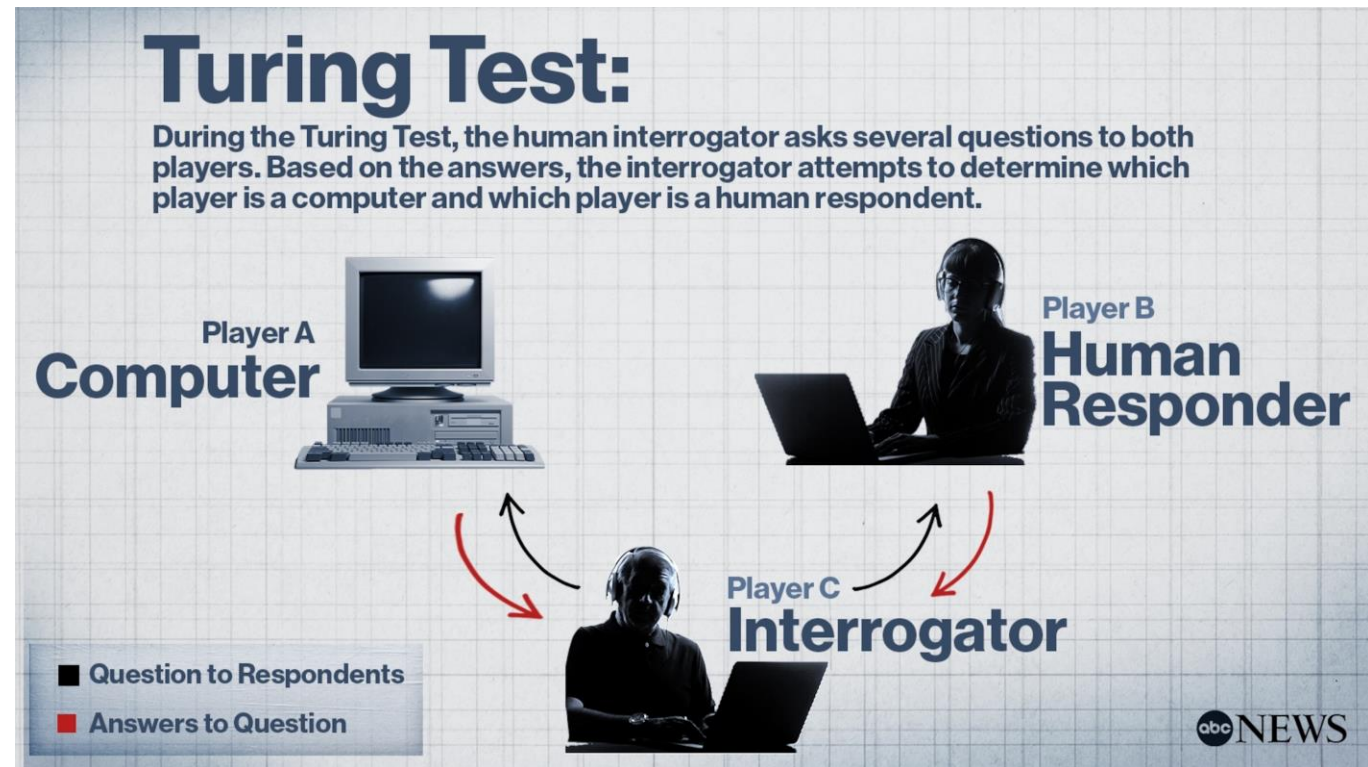 Turing Test:
During the Turing Test, the human interrogator asks several questions to both
players. Based on the answers, the interrogator attempts to determine which
player is a computer and which player is a human respondent.
Player A
Computer
Player B
Human
Responder
Player C
Interrogator
Question to Respondents
Answers to Question
abc NEWS